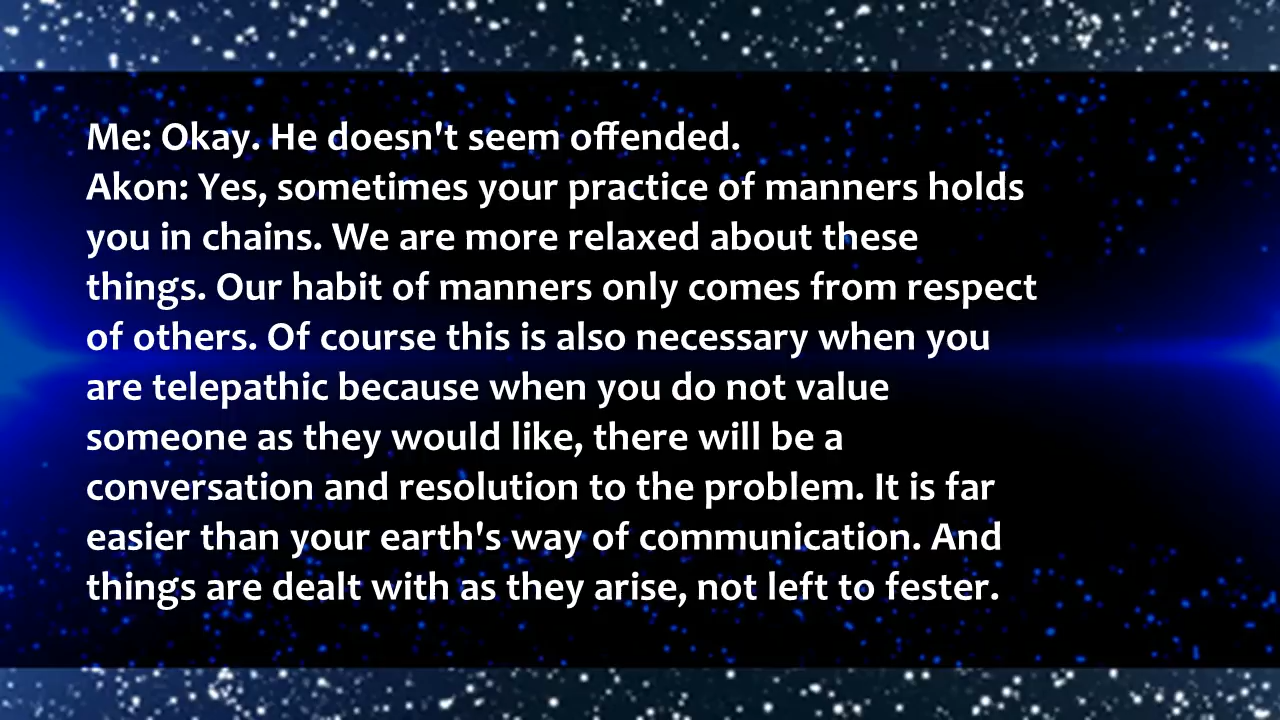 Me: Okay. He doesn't seem offended.
Akon: Yes, sometimes your practice of manners holds
you in chains. We are more relaxed about these
things. Our habit of manners only comes from respect
of others. Of course this is also necessary when you
are telepathic because when you do not value
someone as they would like, there will be a
conversation and resolution to the problem. It is far
easier than your earth's way of communication. And
things are dealt with as they arise, not left to fester.